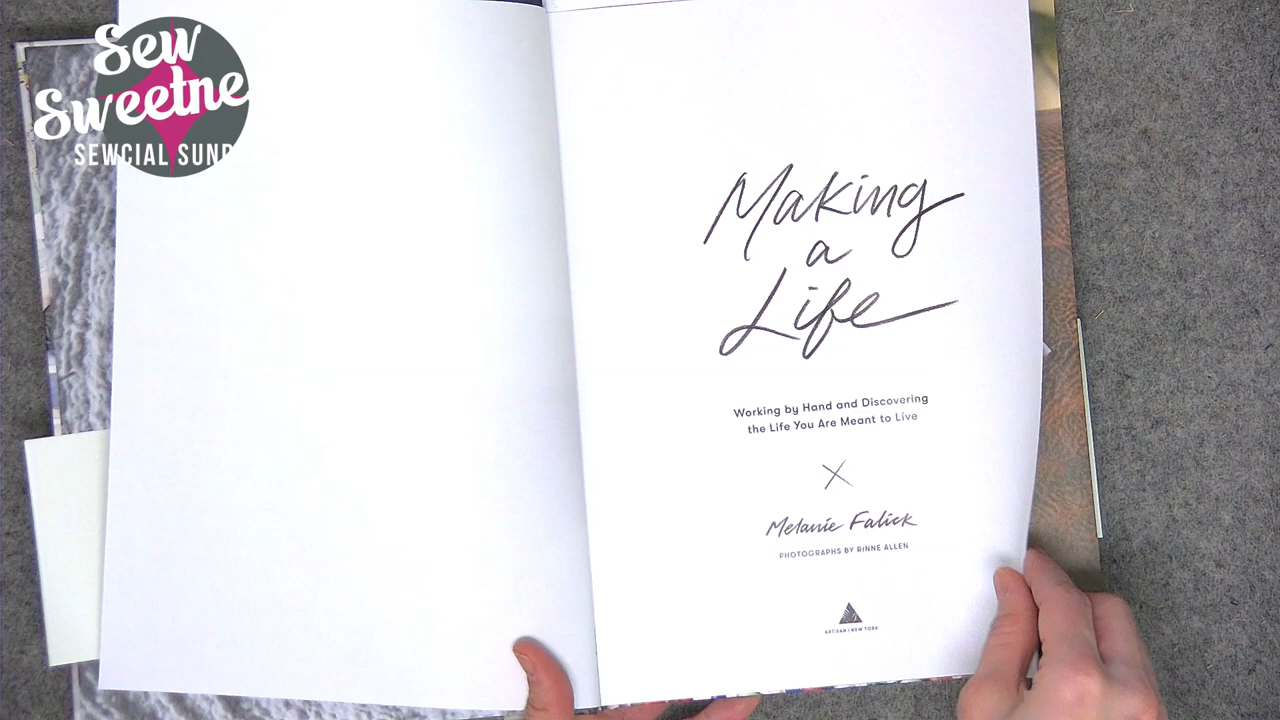 Sew
Sweetne
SEWCIAL SUND
Making
a
Life
Working by Hand and Discovering
the Life You Are Meant to Live
Melanie Falick
PHOTOGRAPHS BY RINNE ALLEN
ARTISAN | NEW YORK